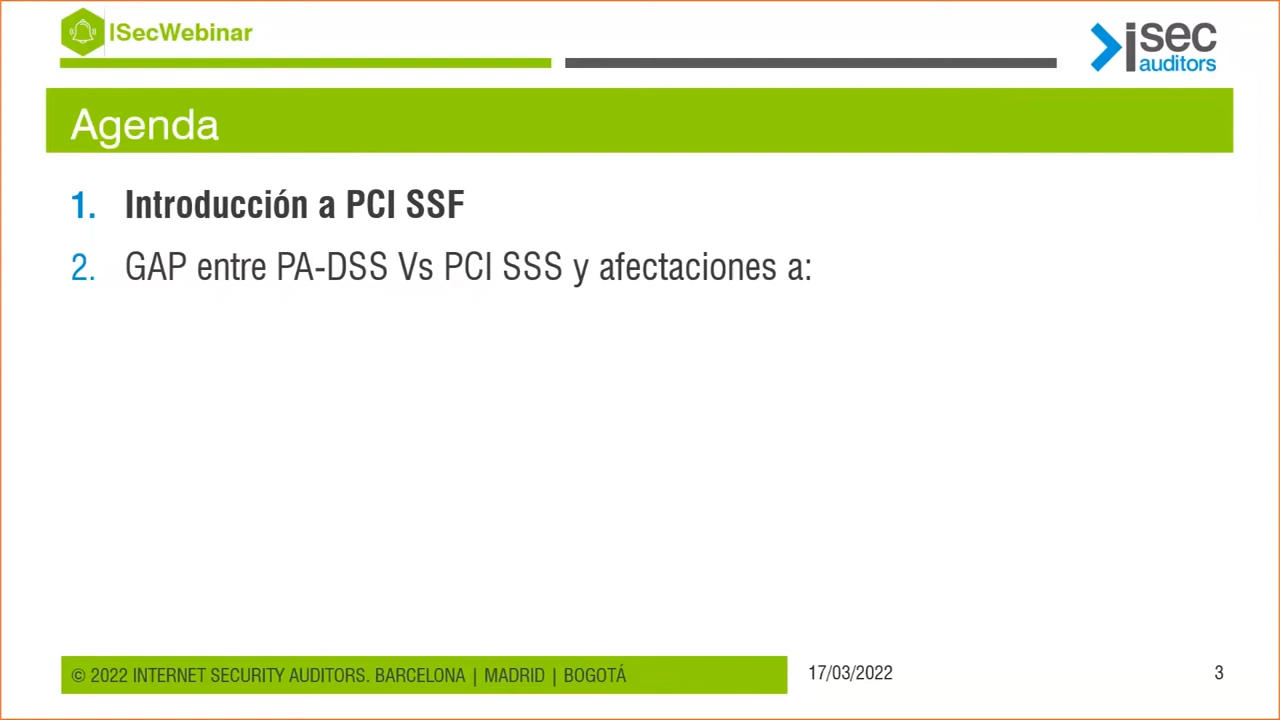 ISecWebinar
isec
auditors
Agenda
1. Introducción a PCI SSF
2. GAP entre PA-DSS Vs PCI SSS y afectaciones a:
© 2022 INTERNET SECURITY AUDITORS. BARCELONA | MADRID | BOGOTÁ
17/03/2022
3